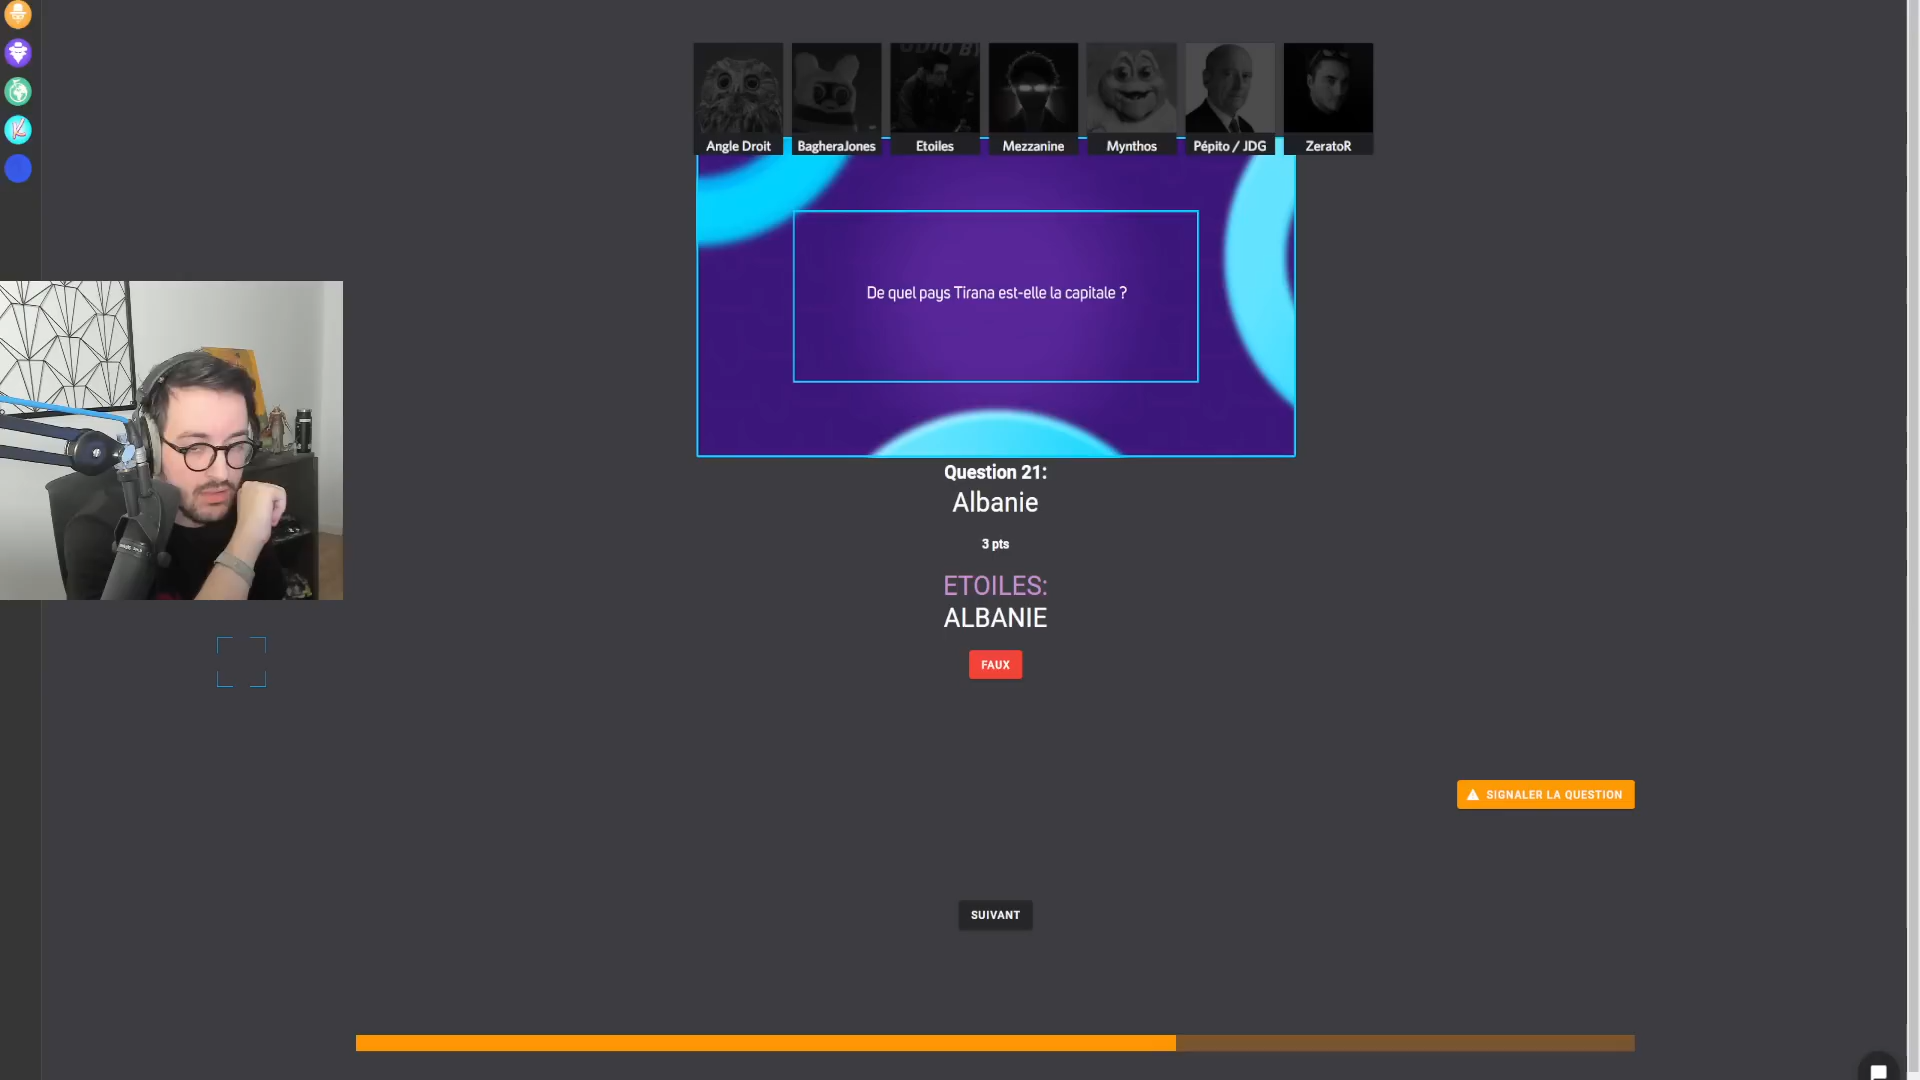 Angle Droit
BagheraJones
Etoiles
Mezzanine
Mynthos
Pépito / JDG
ZeratoR
De quel pays Tirana est-elle la capitale ?
Question 21:
Albanie
3 pts
ETOILES:
ALBANIE
FAUX
SIGNALER LA QUESTION
SUIVANT